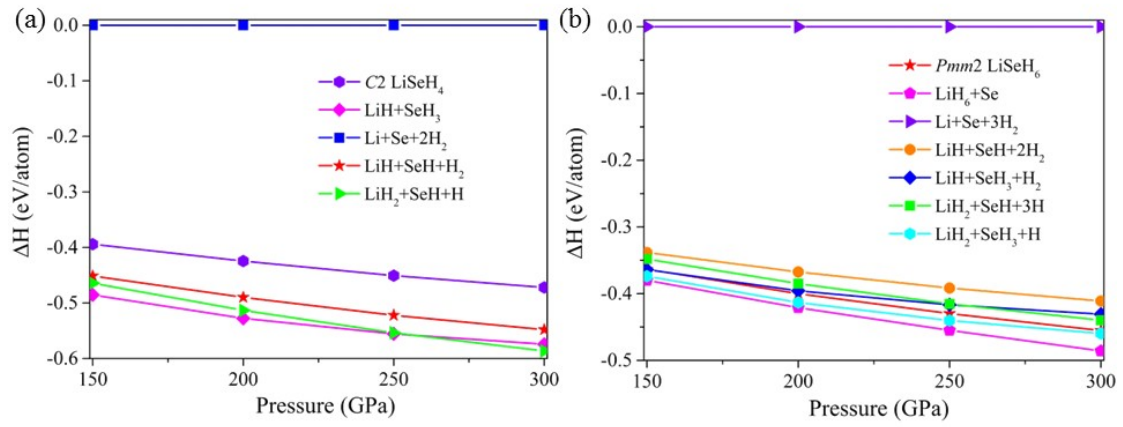 (a)
0.0
-0.1
-0.2
-0.3
-0.4
-0.5
-0.6
ΔH (eV/atom)
C2 LiSeH₄
LiH+SeH₃
Li+Se+2H₂
LiH+SeH+H₂
LiH₂+SeH+H
150
200
250
300
Pressure (GPa)
(b)
0.0
-0.1
-0.2
-0.3
-0.4
-0.5
ΔH (eV/atom)
Pmm2 LiSeH₆
LiH₆+Se
Li+Se+3H₂
LiH+SeH+2H₂
LiH+SeH₃+H₂
LiH₂+SeH+3H
LiH₂+SeH₃+H
150
200
250
300
Pressure (GPa)